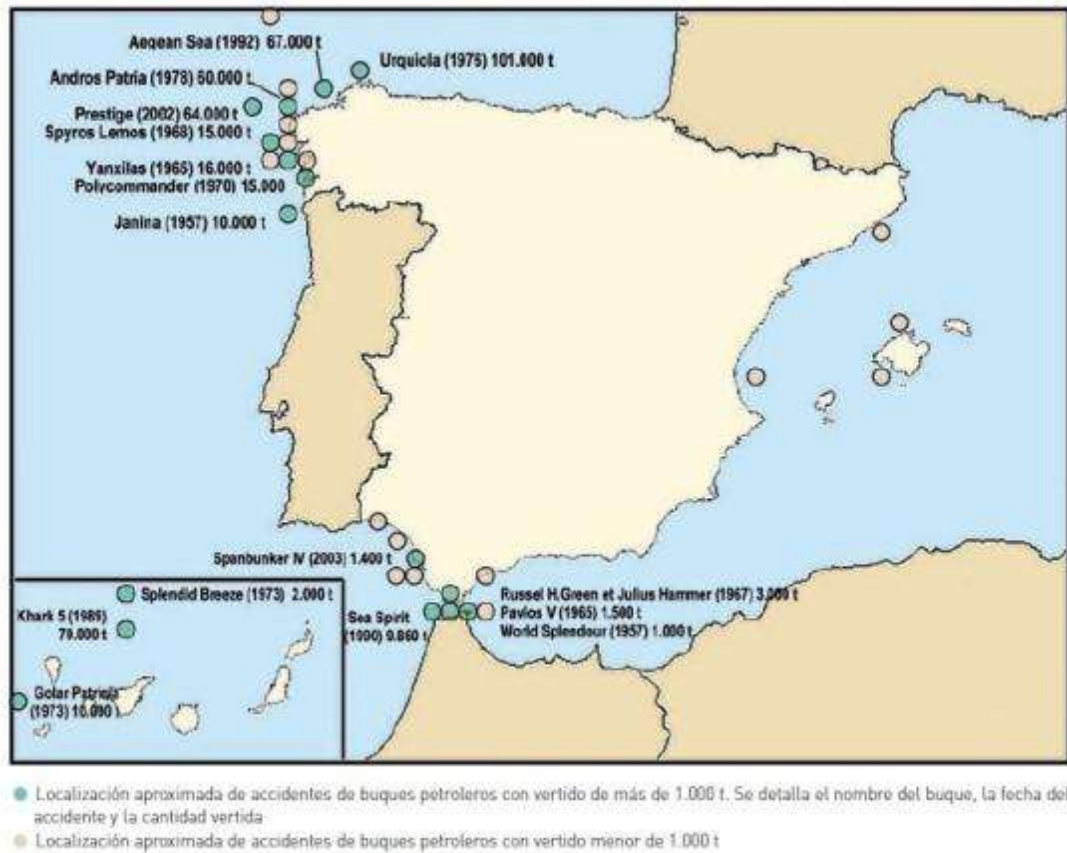 Aegean Sea (1992) 67.000 t
Urquiola (1976) 101.000 t
Andros Patria (1978) 60.000 t
Prestige (2002) 64.000 t
Spyros Lemos (1968) 15.000 t
Yanxilas (1965) 16.000 t
Polycommander (1970) 15.000
Janina (1957) 10.000 t
Spanbunker IV (2003) 1.400 t
Splendid Breeze (1973) 2.000 t
Khark 5 (1989)
70.000 t
Sea Spirit
(1990) 9.860 t
Russel H.Green et Julius Hammer (1967) 3.000 t
Pavlos V (1965) 1.500 t
World Splendour (1957) 1.000 t
Golar Patricia
(1973) 10.000 t
Localización aproximada de accidentes de buques petroleros con vertido de más de 1.000 t. Se detalla el nombre del buque, la fecha del
accidente y la cantidad vertida
Localización aproximada de accidentes de buques petroleros con vertido menor de 1.000 t